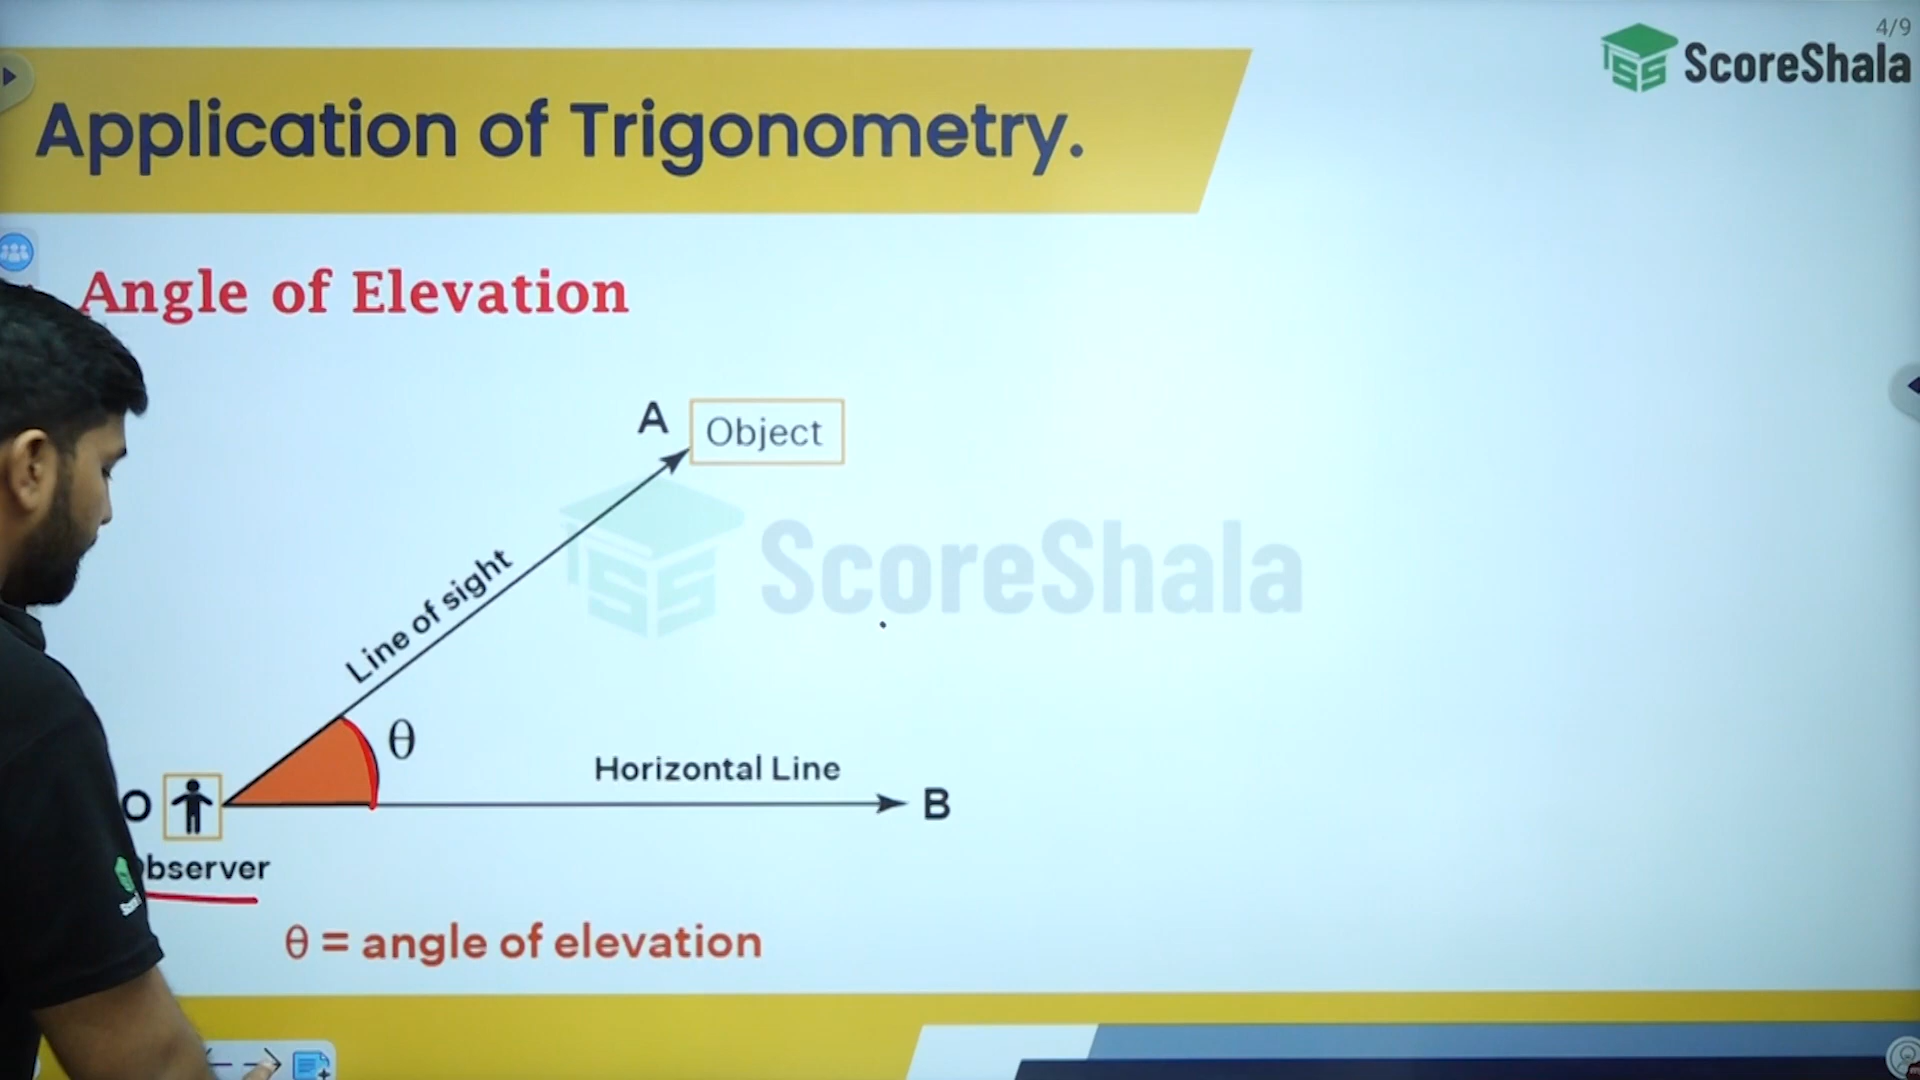 4/9
ScoreShala
Application of Trigonometry.
Angle of Elevation
A
Object
ScoreShala
Line of sight
θ
Horizontal Line
O
B
bserver
θ = angle of elevation